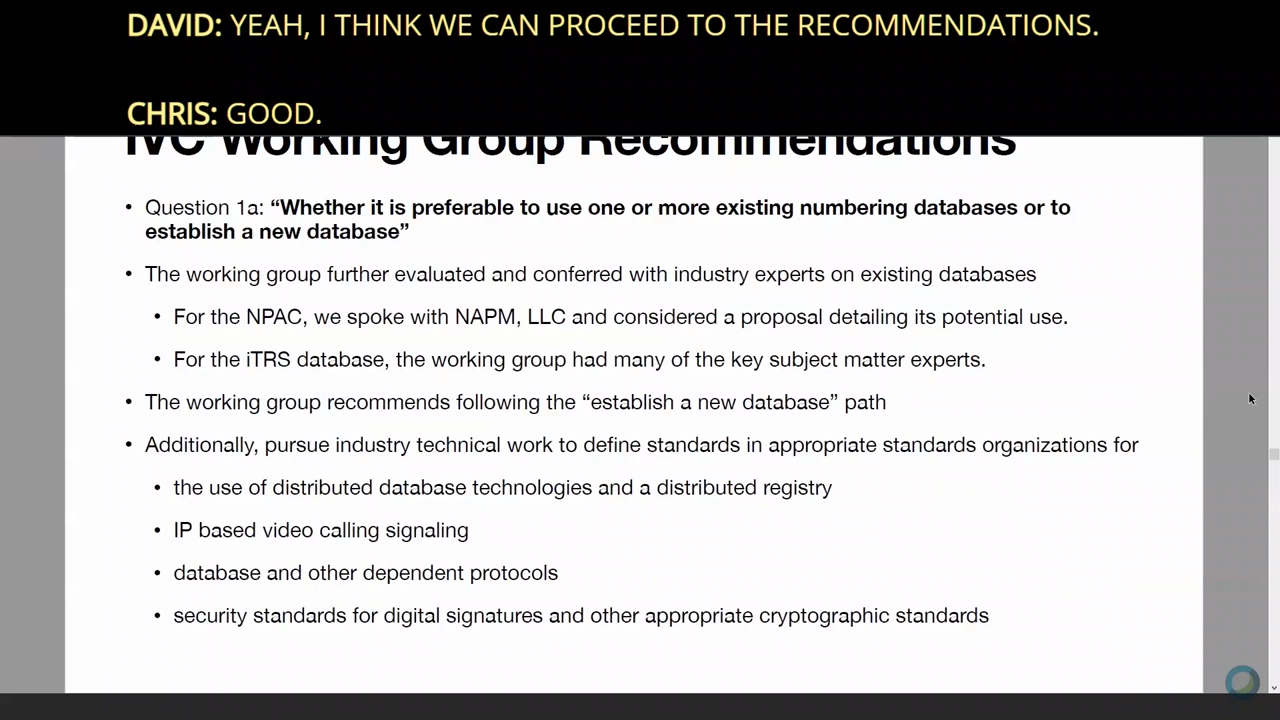 DAVID: YEAH, I THINK WE CAN PROCEED TO THE RECOMMENDATIONS.
CHRIS: GOOD.
IVC Working Group Recommendations
• Question 1a: “Whether it is preferable to use one or more existing numbering databases or to
establish a new database”
• The working group further evaluated and conferred with industry experts on existing databases
• For the NPAC, we spoke with NAPM, LLC and considered a proposal detailing its potential use.
• For the iTRS database, the working group had many of the key subject matter experts.
• The working group recommends following the “establish a new database” path
• Additionally, pursue industry technical work to define standards in appropriate standards organizations for
• the use of distributed database technologies and a distributed registry
• IP based video calling signaling
• database and other dependent protocols
• security standards for digital signatures and other appropriate cryptographic standards